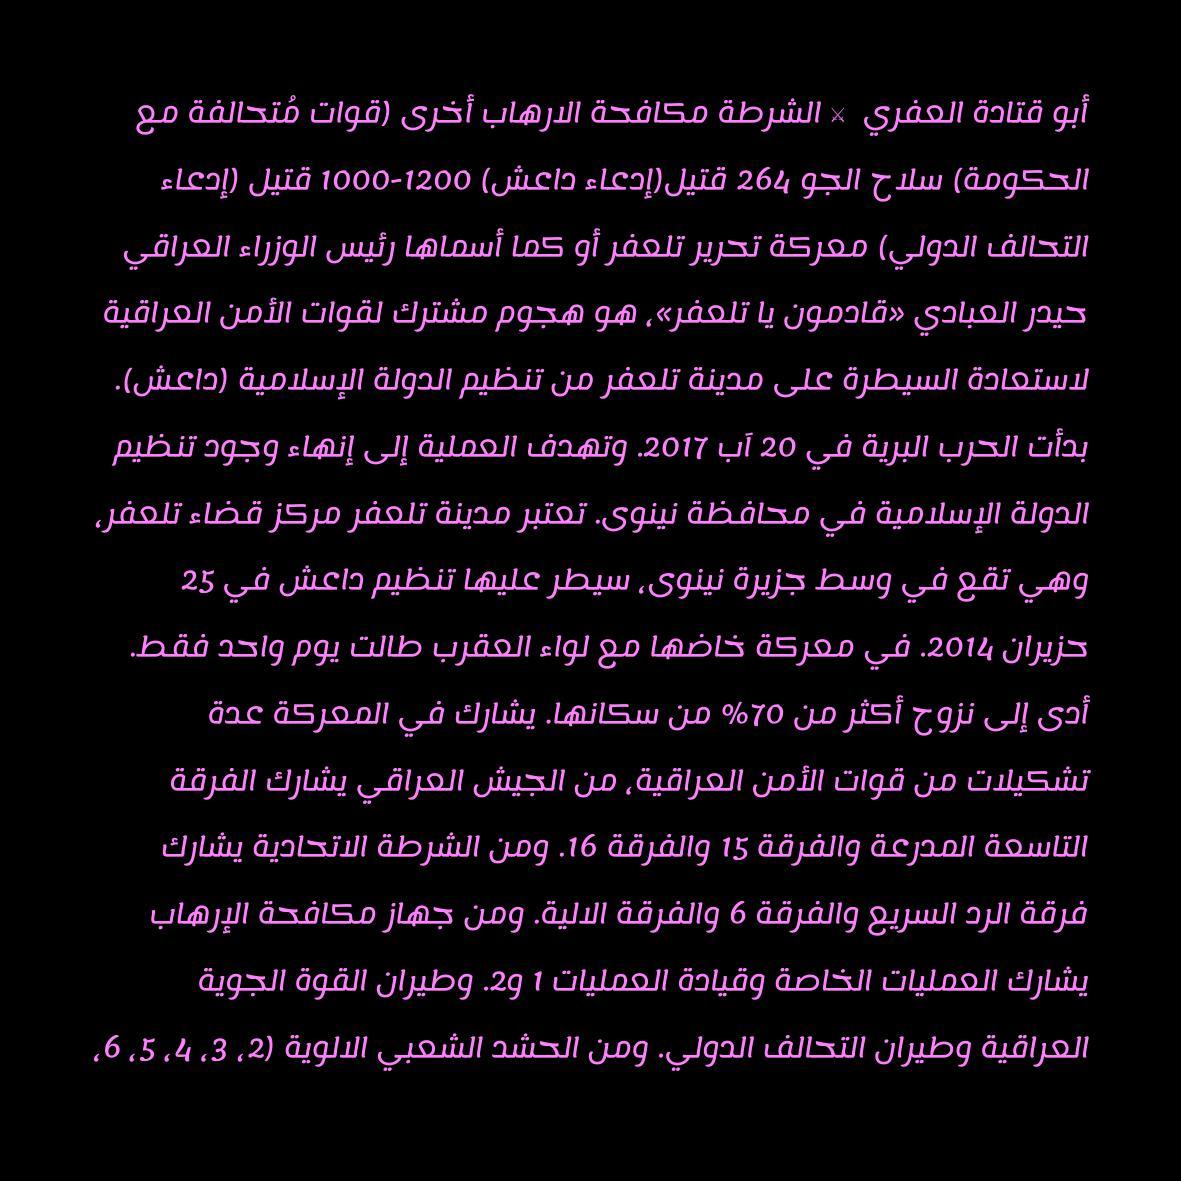 أبو قتادة العفري ⚔ الشرطة مكافحة الارهاب أخرى (قوات مُتحالفة مع
الحكومة) سلاح الجو 264 قتيل(إدعاء داعش) 1200-1000 قتيل (إدعاء
التحالف الدولي) معركة تحرير تلعفر أو كما أسماها رئيس الوزراء العراقي
حيدر العبادي «قادمون يا تلعفر»، هو هجوم مشترك لقوات الأمن العراقية
لاستعادة السيطرة على مدينة تلعفر من تنظيم الدولة الإسلامية (داعش).
بدأت الحرب البرية في 20 آب 2017. وتهدف العملية إلى إنهاء وجود تنظيم
الدولة الإسلامية في محافظة نينوى. تعتبر مدينة تلعفر مركز قضاء تلعفر،
وهي تقع في وسط جزيرة نينوى، سيطر عليها تنظيم داعش في 25
حزيران 2014. في معركة خاضها مع لواء العقرب طالت يوم واحد فقط.
أدى إلى نزوح أكثر من 70% من سكانها. يشارك في المعركة عدة
تشكيلات من قوات الأمن العراقية، من الجيش العراقي يشارك الفرقة
التاسعة المدرعة والفرقة 15 والفرقة 16. ومن الشرطة الاتحادية يشارك
فرقة الرد السريع والفرقة 6 والفرقة الالية. ومن جهاز مكافحة الإرهاب
يشارك العمليات الخاصة وقيادة العمليات 1 و2. وطيران القوة الجوية
العراقية وطيران التحالف الدولي. ومن الحشد الشعبي الالوية (2، 3، 4، 5، 6،